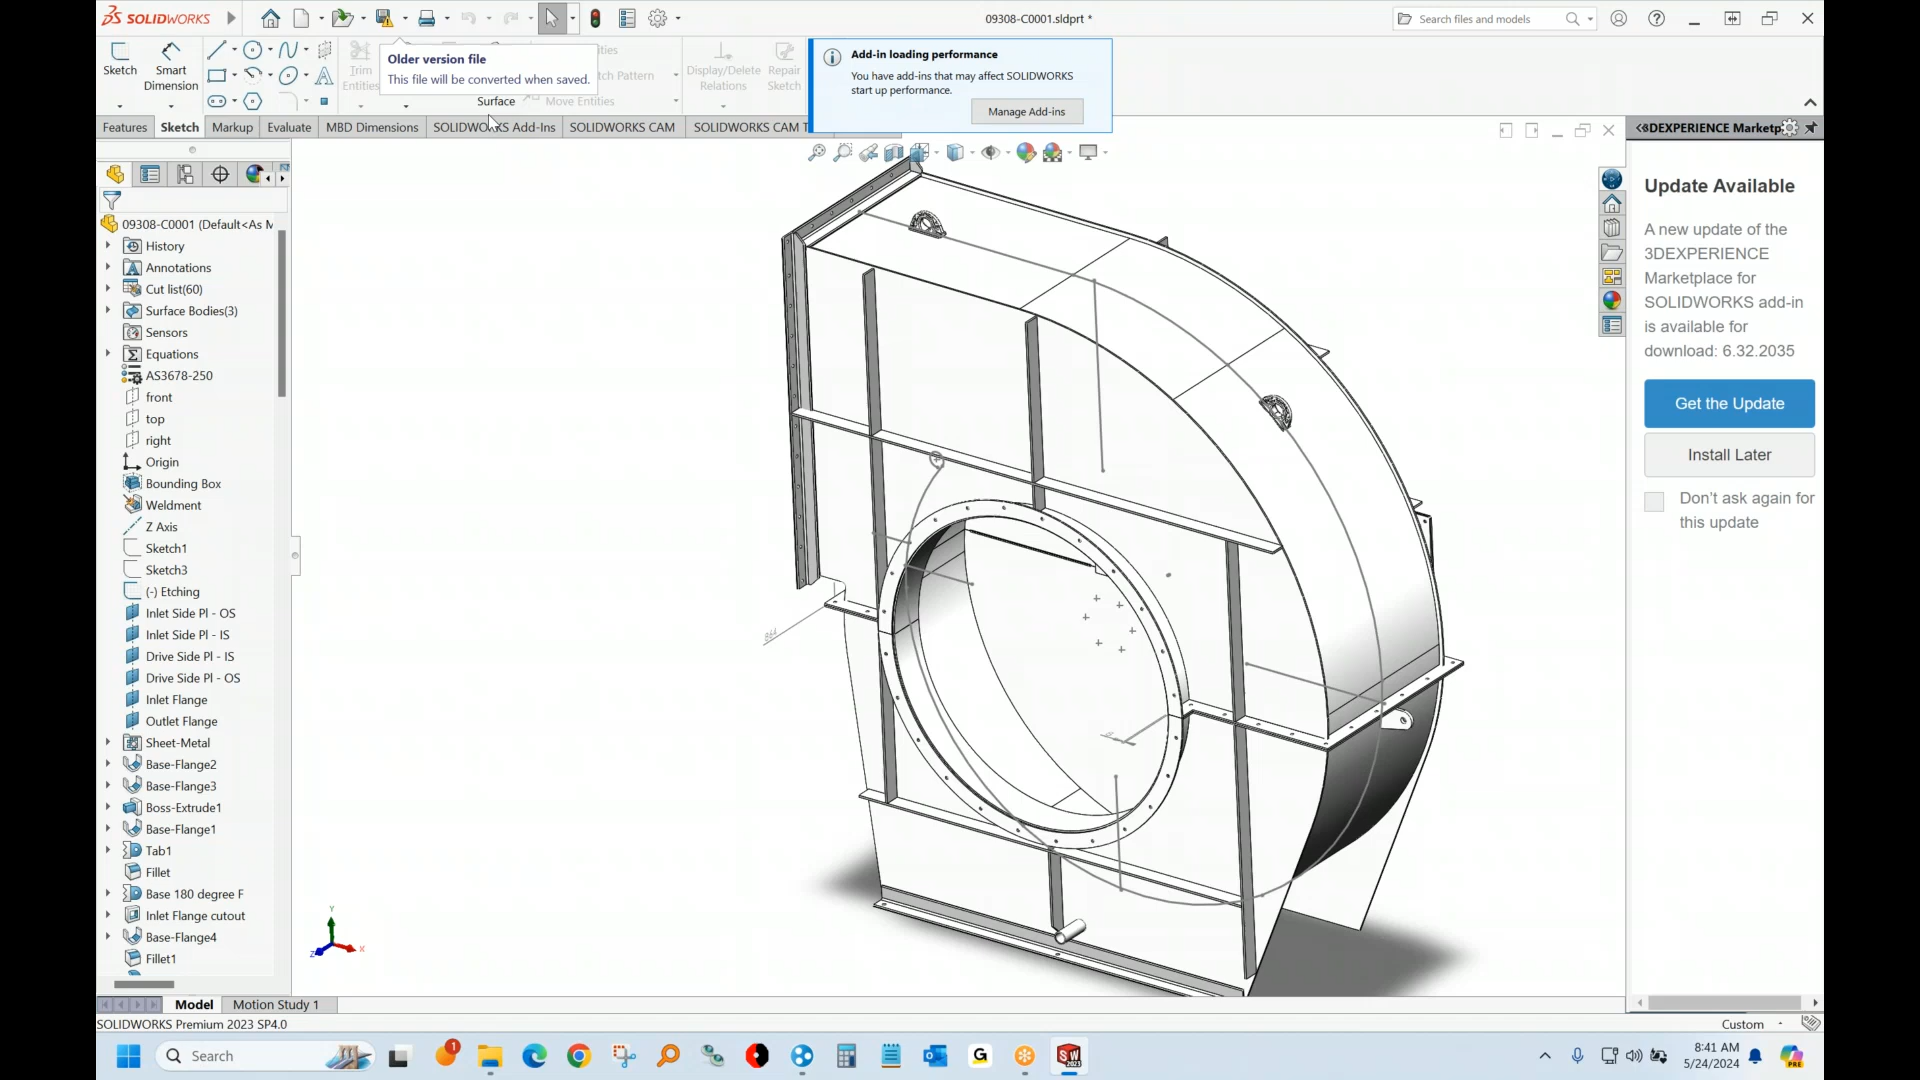 SOLIDWORKS
09308-C0001.sldprt *
Search files and models
Sketch
Smart
Dimension
Trim
Entities
Older version file
This file will be converted when saved.
Surface
Move Entities
Display/Delete
Relations
Repair
Sketch
Add-in loading performance
You have add-ins that may affect SOLIDWORKS
start up performance.
Manage Add-ins
Features
Sketch
Markup
Evaluate
MBD Dimensions
SOLIDWORKS Add-Ins
SOLIDWORKS CAM
SOLIDWORKS CAM T
3DEXPERIENCE Marketp
09308-C0001 (Default<As M
History
Annotations
Cut list(60)
Surface Bodies(3)
Sensors
Equations
AS3678-250
front
top
right
Origin
Bounding Box
Weldment
Z Axis
Sketch1
Sketch3
(-) Etching
Inlet Side Pl - OS
Inlet Side Pl - IS
Drive Side Pl - IS
Drive Side Pl - OS
Inlet Flange
Outlet Flange
Sheet-Metal
Base-Flange2
Base-Flange3
Boss-Extrude1
Base-Flange1
Tab1
Fillet
Base 180 degree F
Inlet Flange cutout
Base-Flange4
Fillet1
Y
X
Z
Update Available
A new update of the
3DEXPERIENCE
Marketplace for
SOLIDWORKS add-in
is available for
download: 6.32.2035
Get the Update
Install Later
Don't ask again for
this update
Model
Motion Study 1
SOLIDWORKS Premium 2023 SP4.0
Custom
Search
1
G
SW
2023
PRE
8:41 AM
5/24/2024